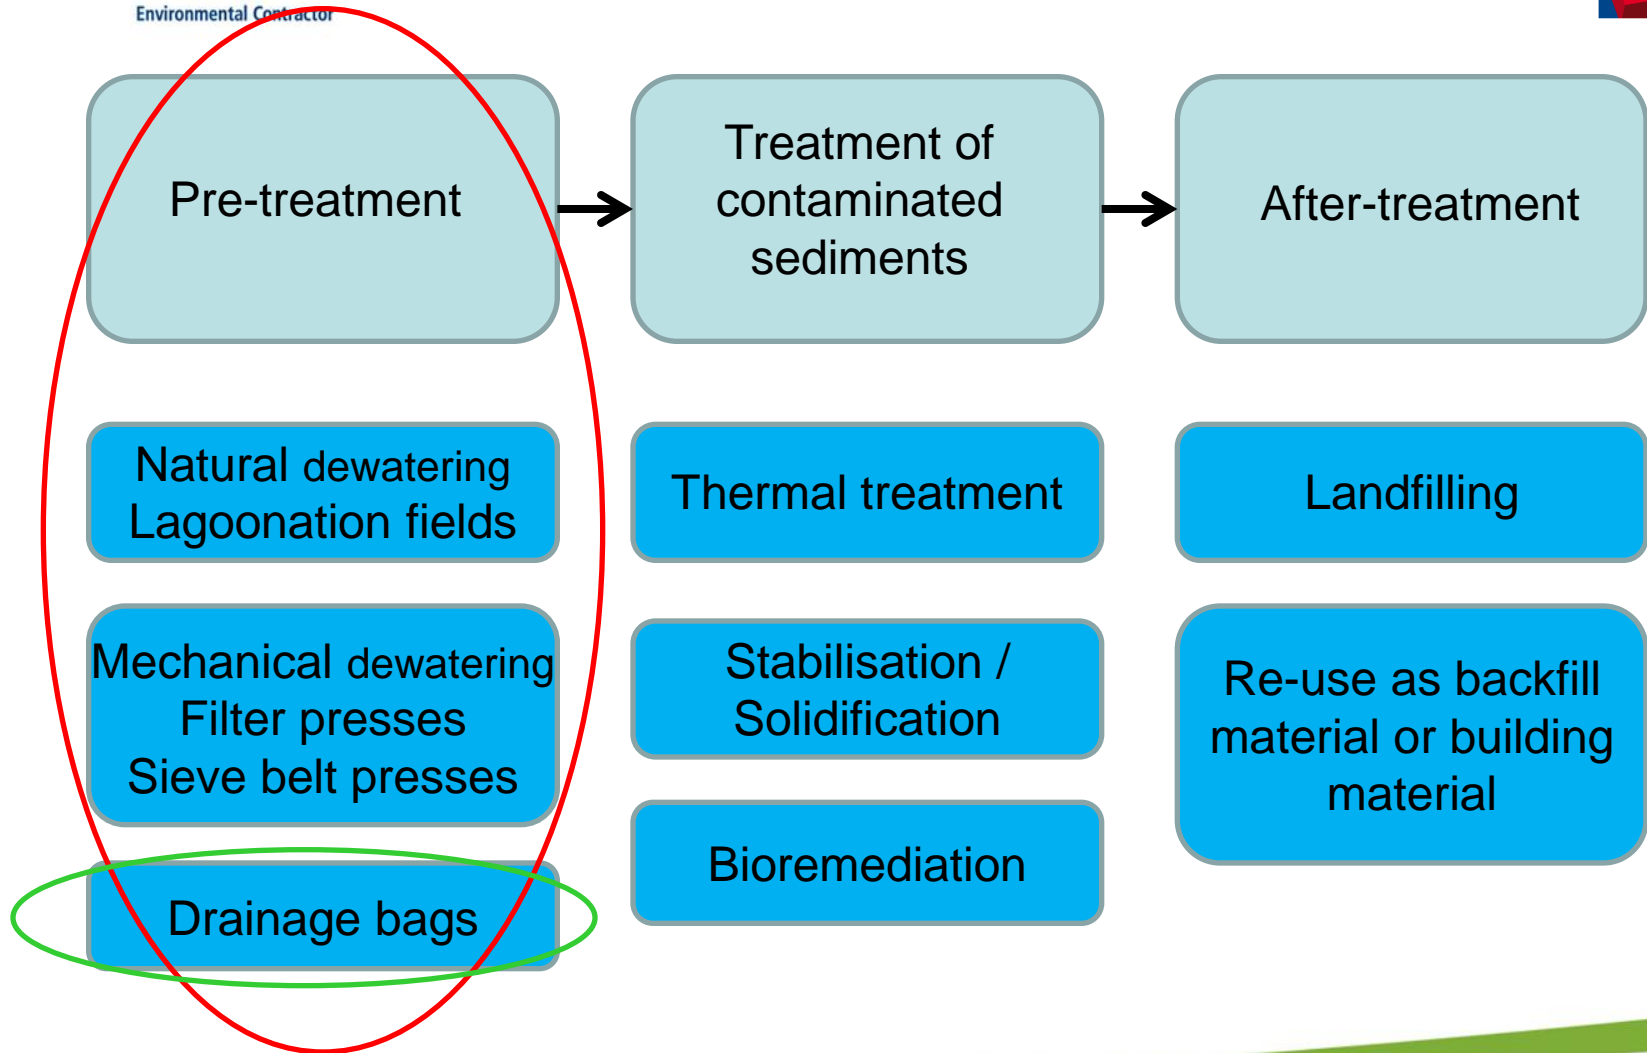 Environmental Contractor
Pre-treatment
Treatment of
contaminated
sediments
After-treatment
Natural dewatering
Lagoonation fields
Mechanical dewatering
Filter presses
Sieve belt presses
Drainage bags
Thermal treatment
Stabilisation /
Solidification
Bioremediation
Landfilling
Re-use as backfill
material or building
material